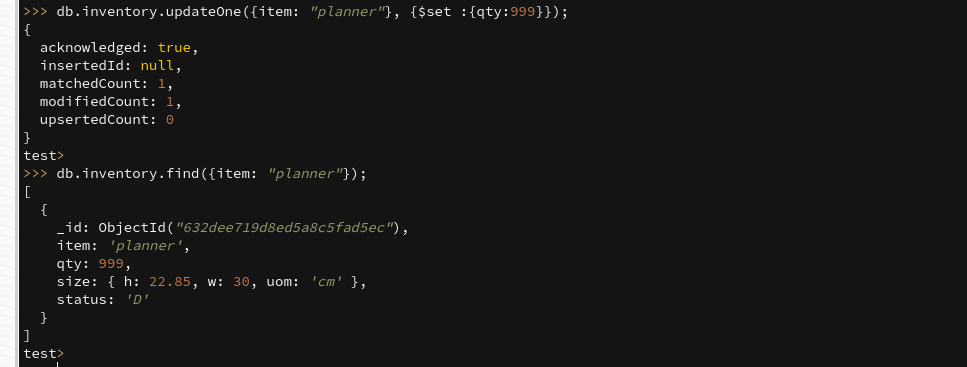 >>> db.inventory.updateOne({item: "planner"}, {$set :{qty:999}});
{
  acknowledged: true,
  insertedId: null,
  matchedCount: 1,
  modifiedCount: 1,
  upsertedCount: 0
}
test>
>>> db.inventory.find({item: "planner"});
[
  {
    _id: ObjectId("632dee719d8ed5a8c5fad5ec"),
    item: 'planner',
    qty: 999,
    size: { h: 22.85, w: 30, uom: 'cm' },
    status: 'D'
  }
]
test>